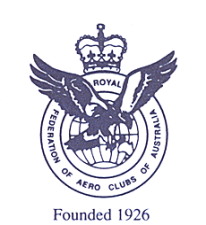 ROYAL
FEDERATION OF AERO CLUBS OF AUSTRALIA
Founded 1926